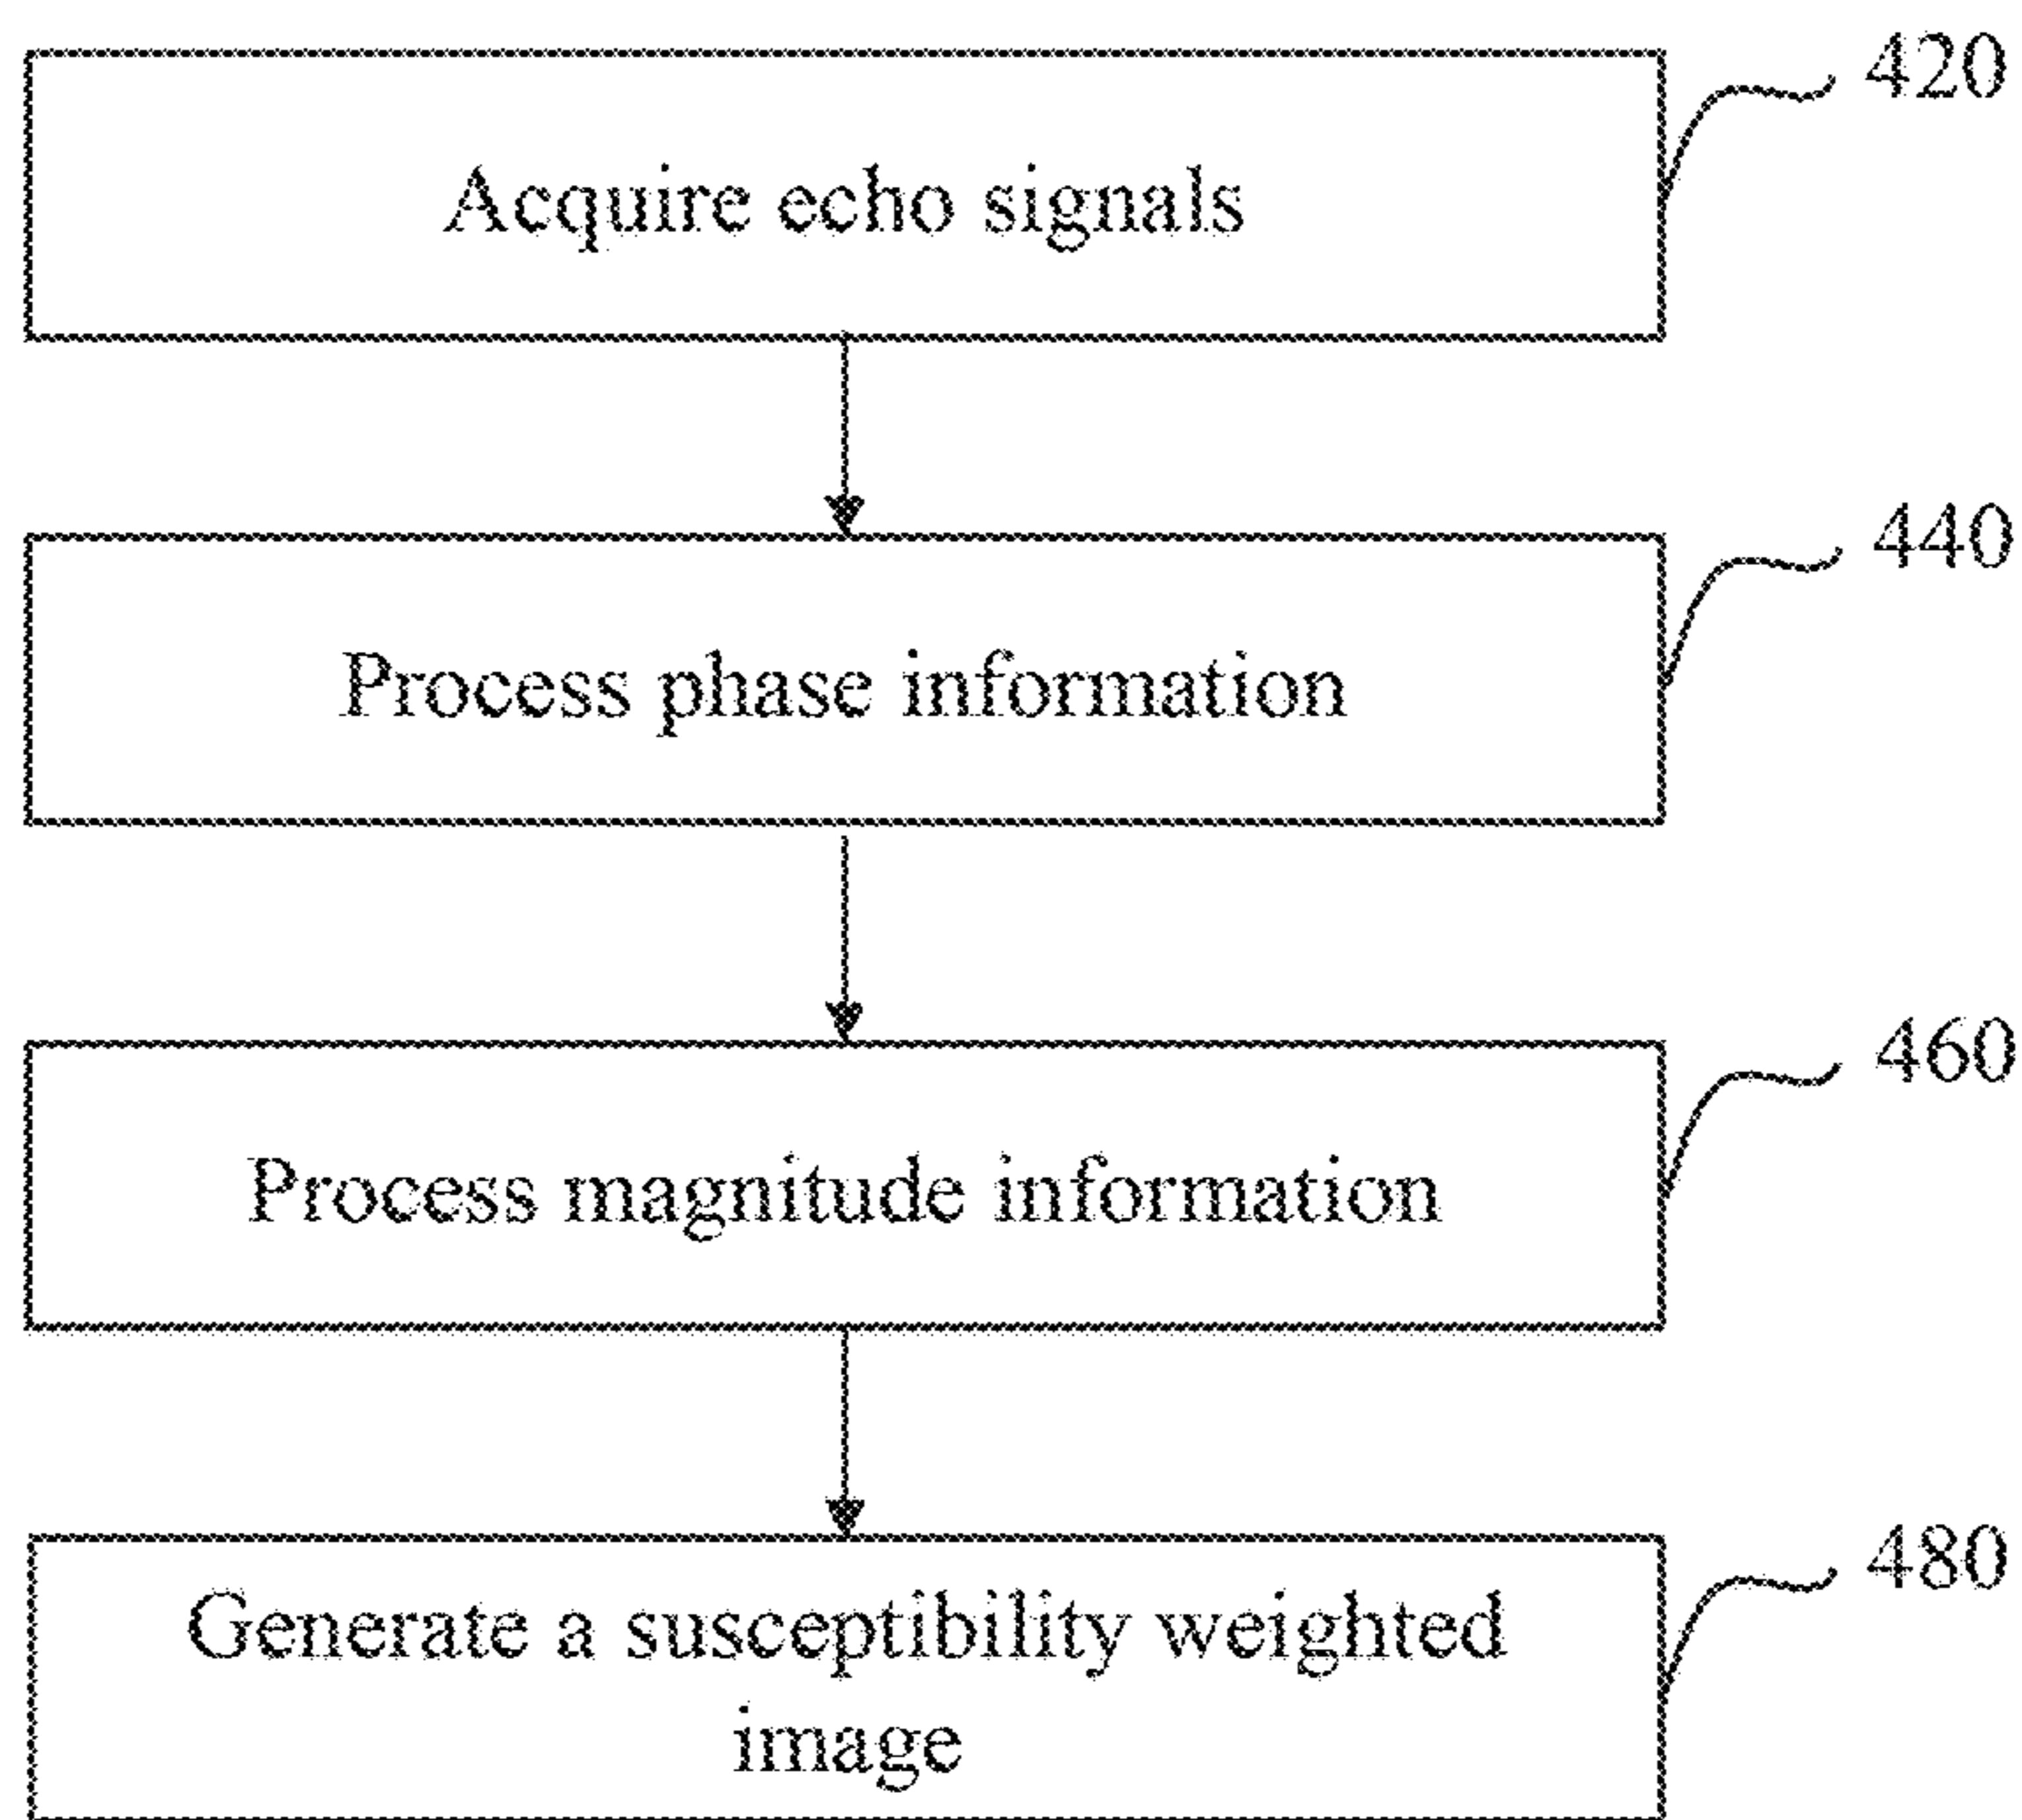 420
Acquire echo signals
440
Process phase information
460
Process magnitude information
480
Generate a susceptibility weighted
image